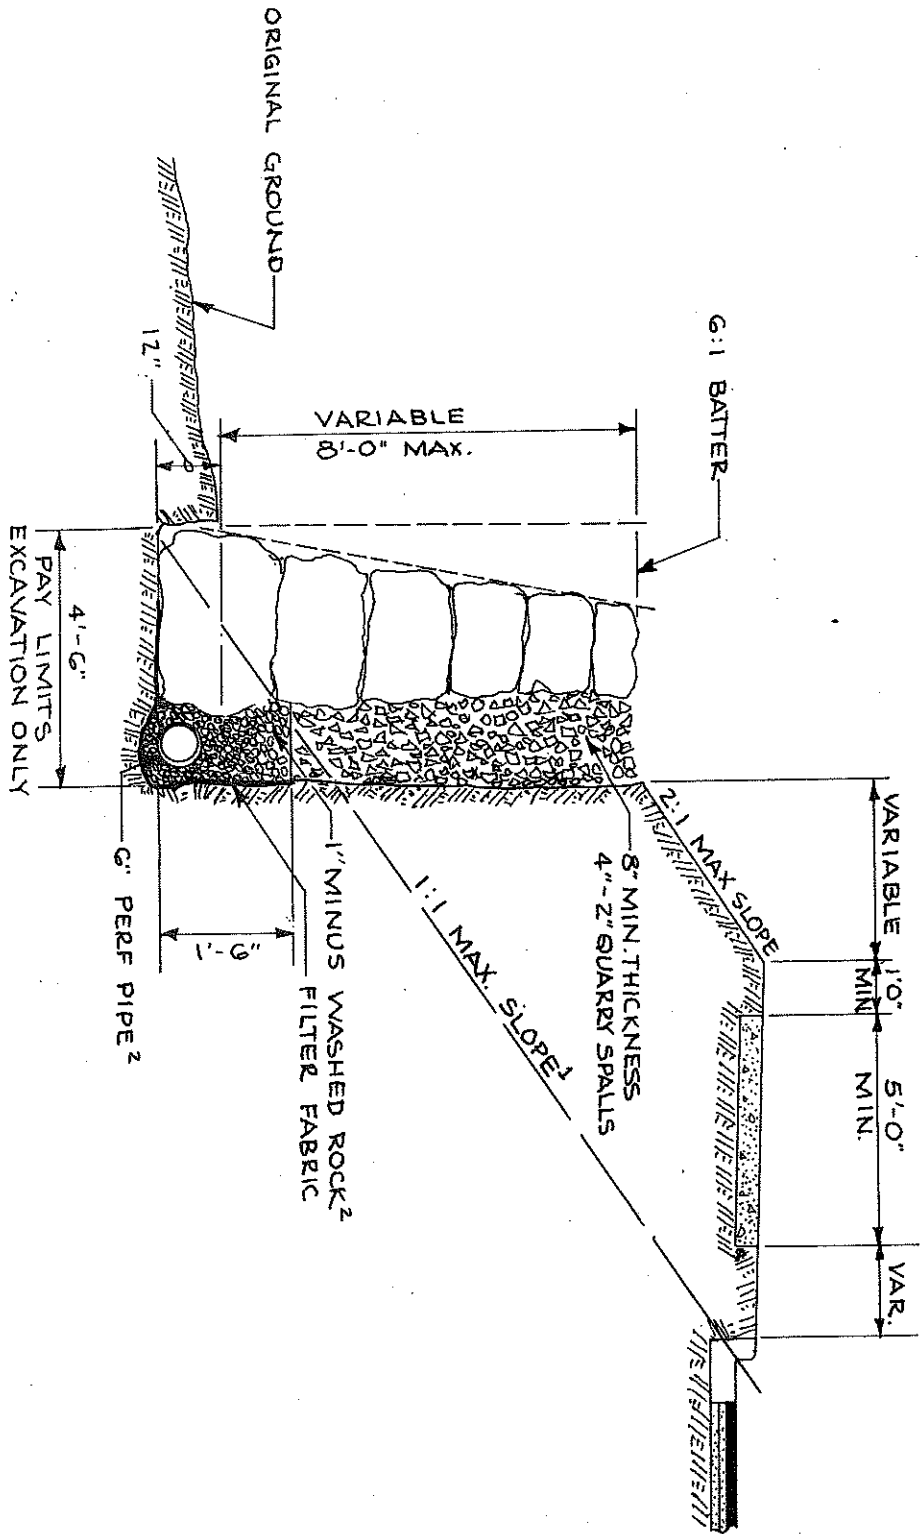 ORIGINAL GROUND
12"
VARIABLE
8'-0" MAX.
6:1 BATTER
4'-6"
PAY LIMITS
EXCAVATION ONLY
6" PERF PIPE²
1'-6"
1" MINUS WASHED ROCK²
FILTER FABRIC
8" MIN. THICKNESS
4"-2" QUARRY SPALLS
1:1 MAX. SLOPE¹
2:1 MAX SLOPE
VARIABLE
1'0"
MIN
5'-0"
MIN.
VAR.